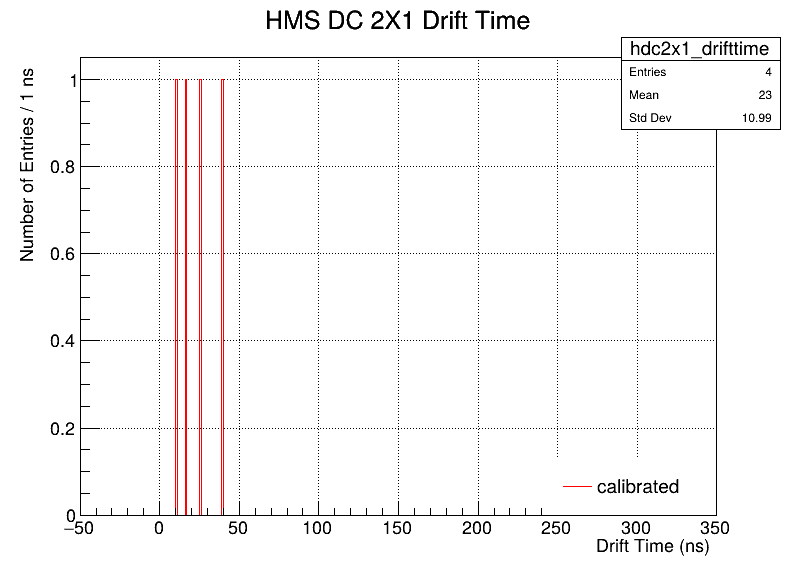 HMS DC 2X1 Drift Time
hdc2x1_drifttime
Entries 4
Mean 23
Std Dev 10.99
Number of Entries / 1 ns
1
0.8
0.6
0.4
0.2
0
−50 0 50 100 150 200 250 300 350
Drift Time (ns)
calibrated